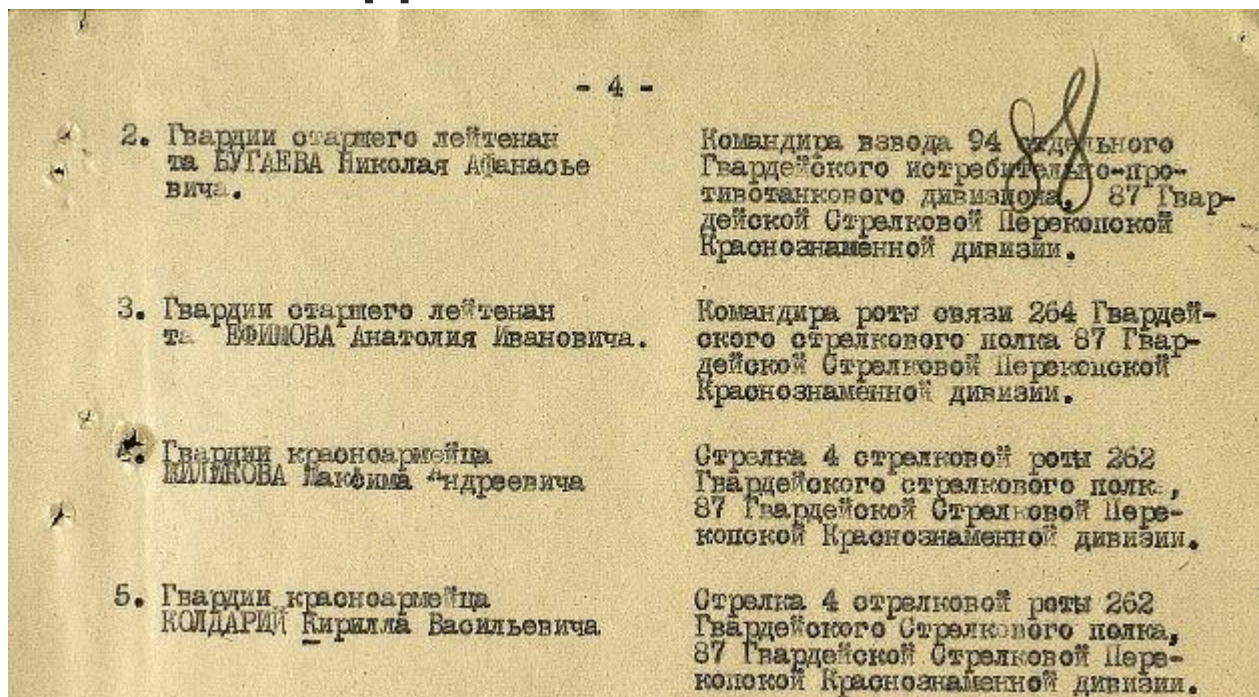 - 4 -
88
2. Гвардии старшего лейтенан
та БУГАЕВА Николая Афанасье
вича.
Командира взвода 94 отдельного
Гвардейского истребительно-про-
тивотанкового дивизиона, 87 Гвар-
дейской Стрелковой Перекопской
Краснознаменной дивизии.
3. Гвардии старшего лейтенан
та ЕФИМОВА Анатолия Ивановича.
Командира роты связи 264 Гвардей-
ского стрелкового полка 87 Гвар-
дейской Стрелковой Перекопской
Краснознаменной дивизии.
4. Гвардии красноармейца
Максима Андреевича
Стрелка 4 стрелковой роты 262
Гвардейского стрелкового полка,
87 Гвардейской Стрелковой Пере-
копской Краснознаменной дивизии.
5. Гвардии красноармейца
КОЛДАРИЙ Кирилла Васильевича
Стрелка 4 стрелковой роты 262
Гвардейского Стрелкового полка,
87 Гвардейской Стрелковой Пере-
копской Краснознаменной дивизии.